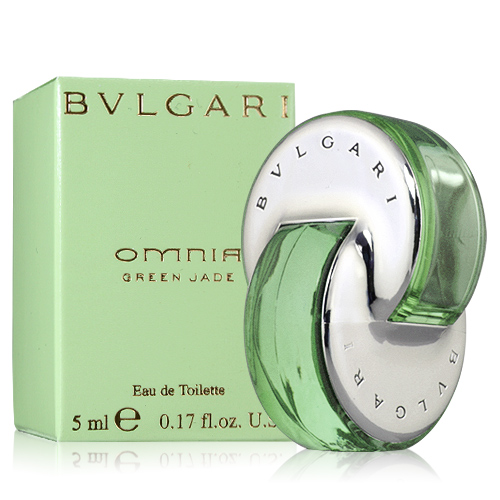 BVLGARI
OMNIA
GREEN JADE
Eau de Toilette
5 ml ℮ 0.17 fl.oz. U.S
BVLGARI
BVLGARI